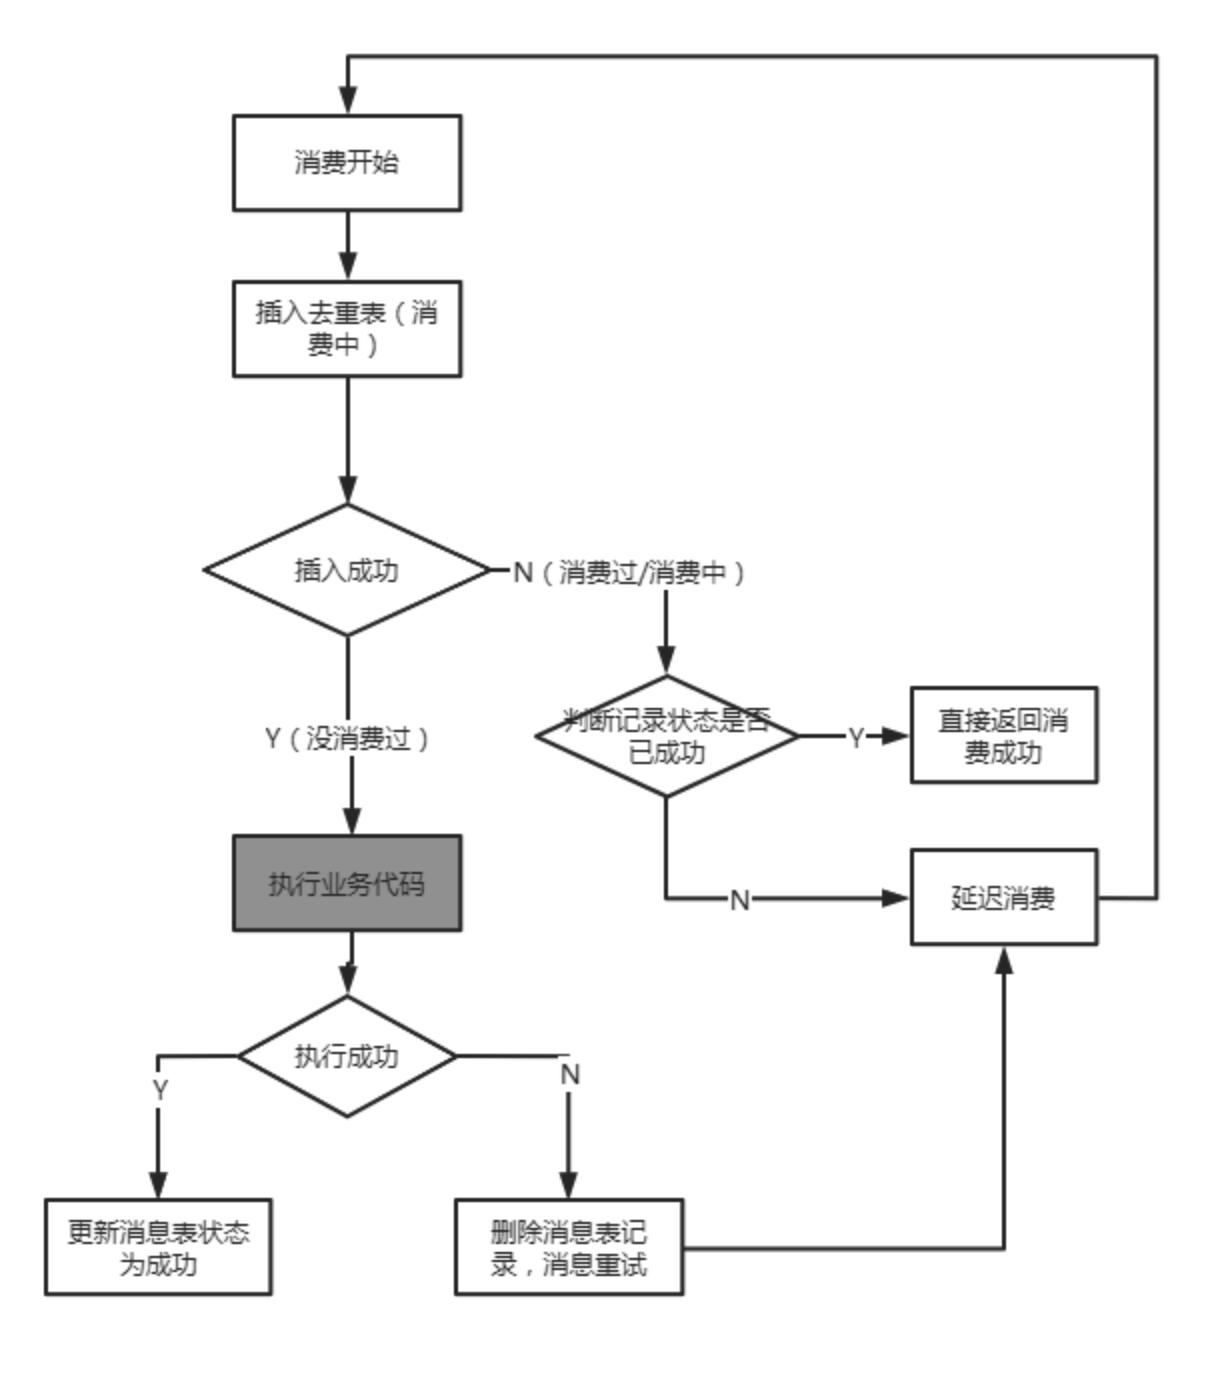 消费开始
插入去重表（消
费中）
插入成功
N（消费过/消费中）
判断记录状态是否
已成功
Y
直接返回消
费成功
Y（没消费过）
执行业务代码
N
延迟消费
执行成功
Y
N
更新消息表状态
为成功
删除消息表记
录，消息重试